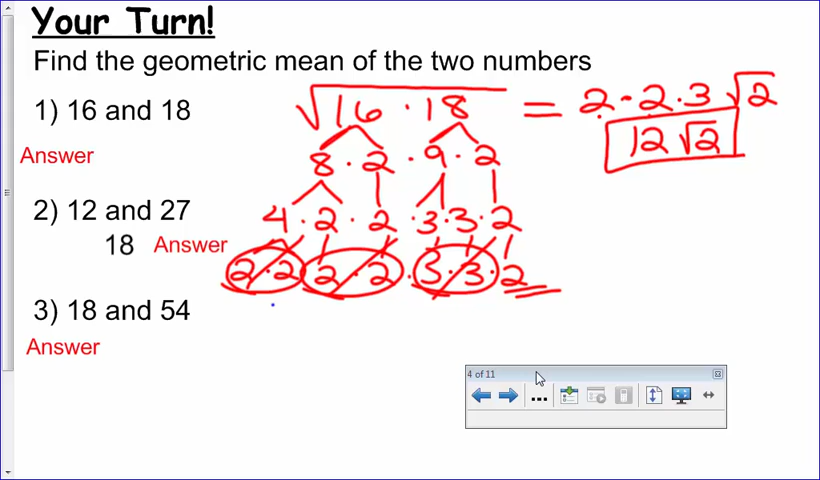 Your Turn!
Find the geometric mean of the two numbers
1) 16 and 18
√16 · 18 = 2 · 2 · 3 √2
12 √2
8 · 2 · 9 · 2
Answer
4 · 2 · 2 · 3 · 3 · 2
2) 12 and 27
18 Answer
2 · 2 2 · 2 · 3 · 3 · 2
3) 18 and 54
Answer
4 of 11